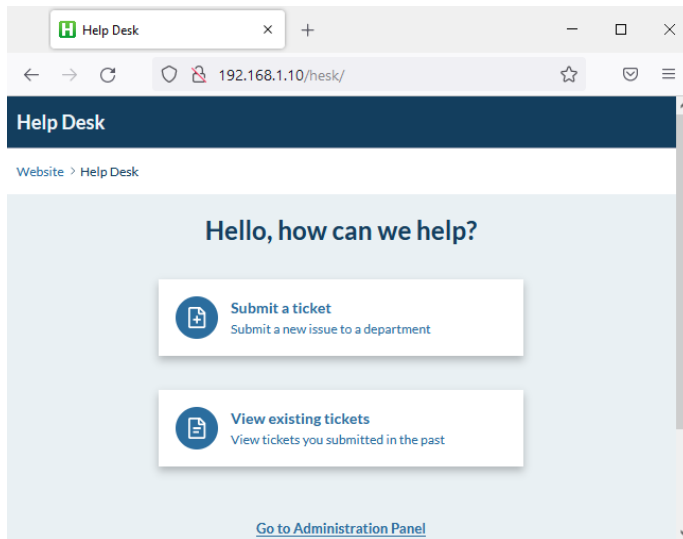 H Help Desk
192.168.1.10/hesk/
Help Desk
Website > Help Desk
Hello, how can we help?
Submit a ticket
Submit a new issue to a department
View existing tickets
View tickets you submitted in the past
Go to Administration Panel